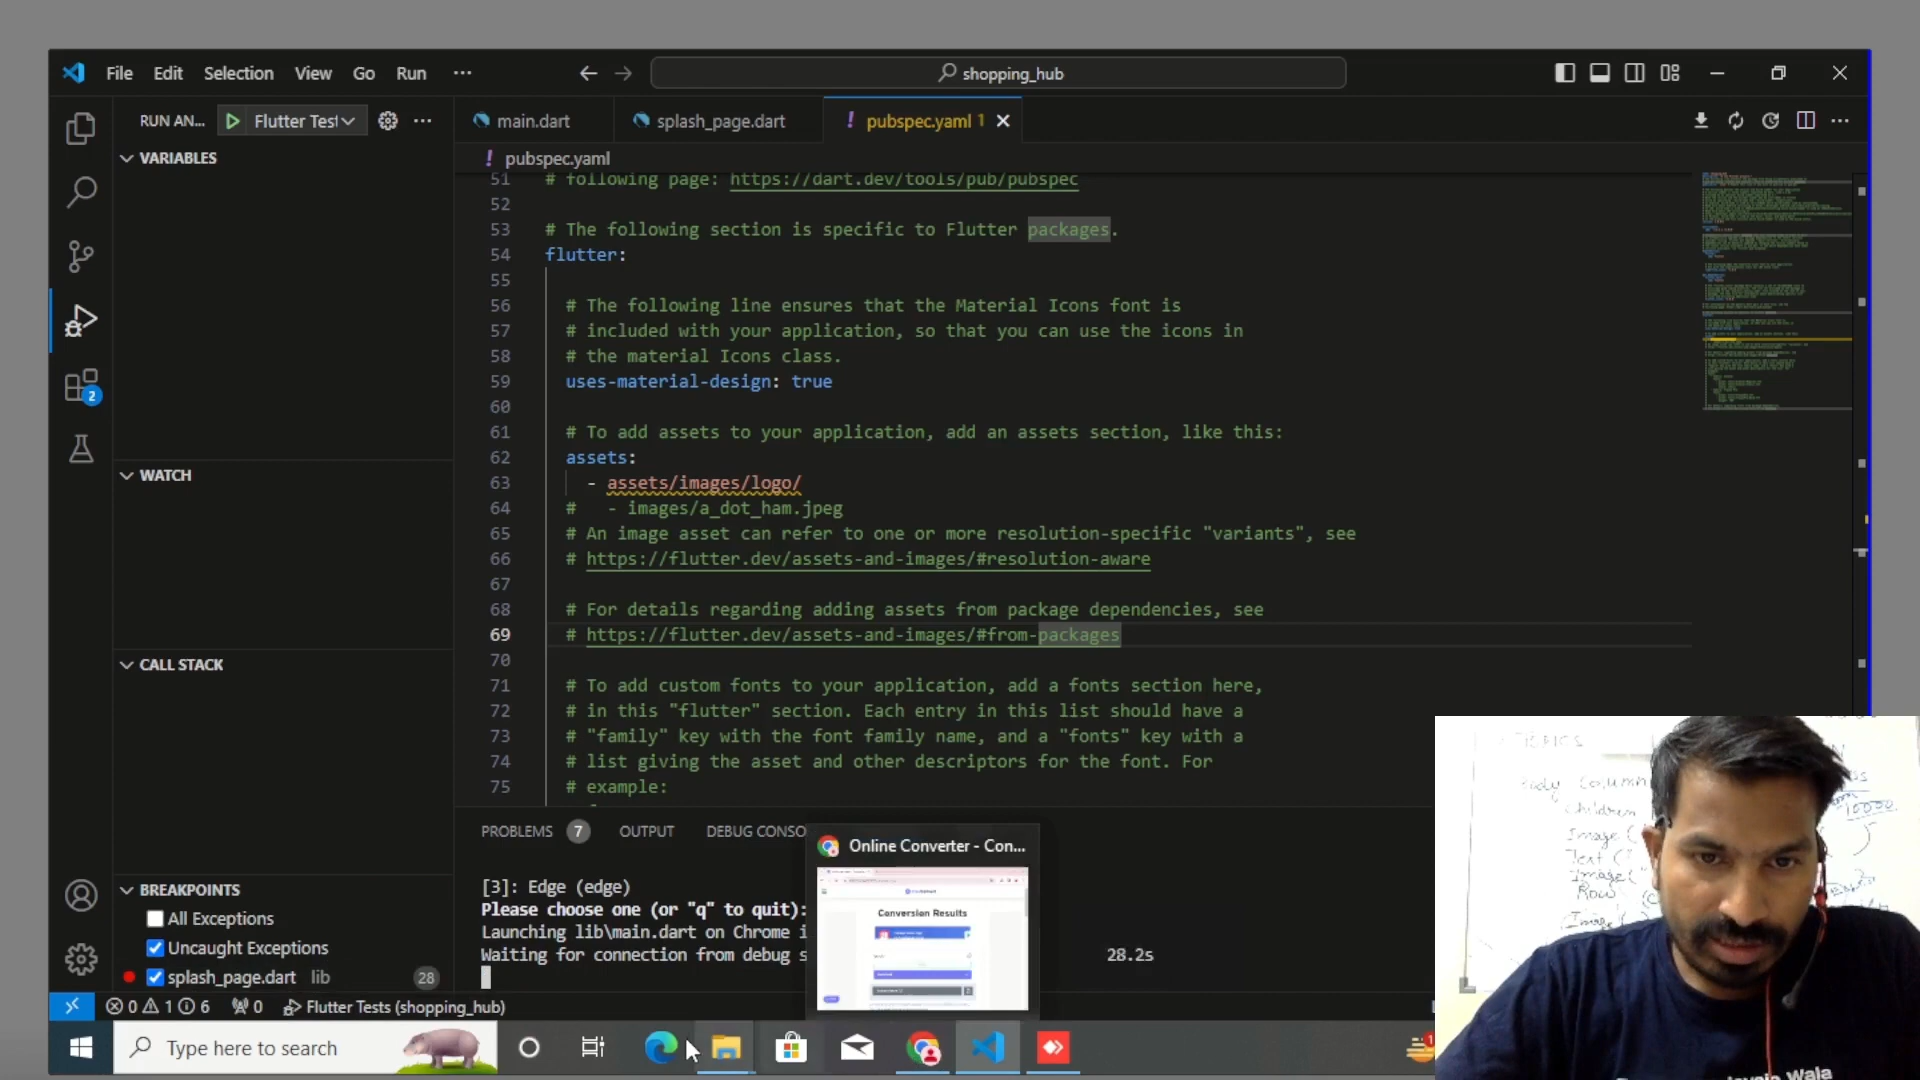 File Edit Selection View Go Run ···
shopping_hub
RUN AN... Flutter Test
main.dart
splash_page.dart
! pubspec.yaml 1
! pubspec.yaml
VARIABLES
WATCH
CALL STACK
BREAKPOINTS
All Exceptions
Uncaught Exceptions
splash_page.dart lib 28
2
51 # following page: https://dart.dev/tools/pub/pubspec
52
53 # The following section is specific to Flutter packages.
54 flutter:
55
56 # The following line ensures that the Material Icons font is
57 # included with your application, so that you can use the icons in
58 # the material Icons class.
59 uses-material-design: true
60
61 # To add assets to your application, add an assets section, like this:
62 assets:
63 - assets/images/logo/
64 # - images/a_dot_ham.jpeg
65 # An image asset can refer to one or more resolution-specific "variants", see
66 # https://flutter.dev/assets-and-images/#resolution-aware
67
68 # For details regarding adding assets from package dependencies, see
69 # https://flutter.dev/assets-and-images/#from-packages
70
71 # To add custom fonts to your application, add a fonts section here,
72 # in this "flutter" section. Each entry in this list should have a
73 # "family" key with the font family name, and a "fonts" key with a
74 # list giving the asset and other descriptors for the font. For
75 # example:
PROBLEMS 7 OUTPUT DEBUG CONSO
[3]: Edge (edge)
Please choose one (or "q" to quit):
Launching lib\main.dart on Chrome i
Waiting for connection from debug s 28.2s
Online Converter - Con...
Conversion Results
0 1 6 0 Flutter Tests (shopping_hub)
Type here to search
TOPICS
Body Column
Children
Image(
Text ("
Image("
Row
Image(
10000
Wala